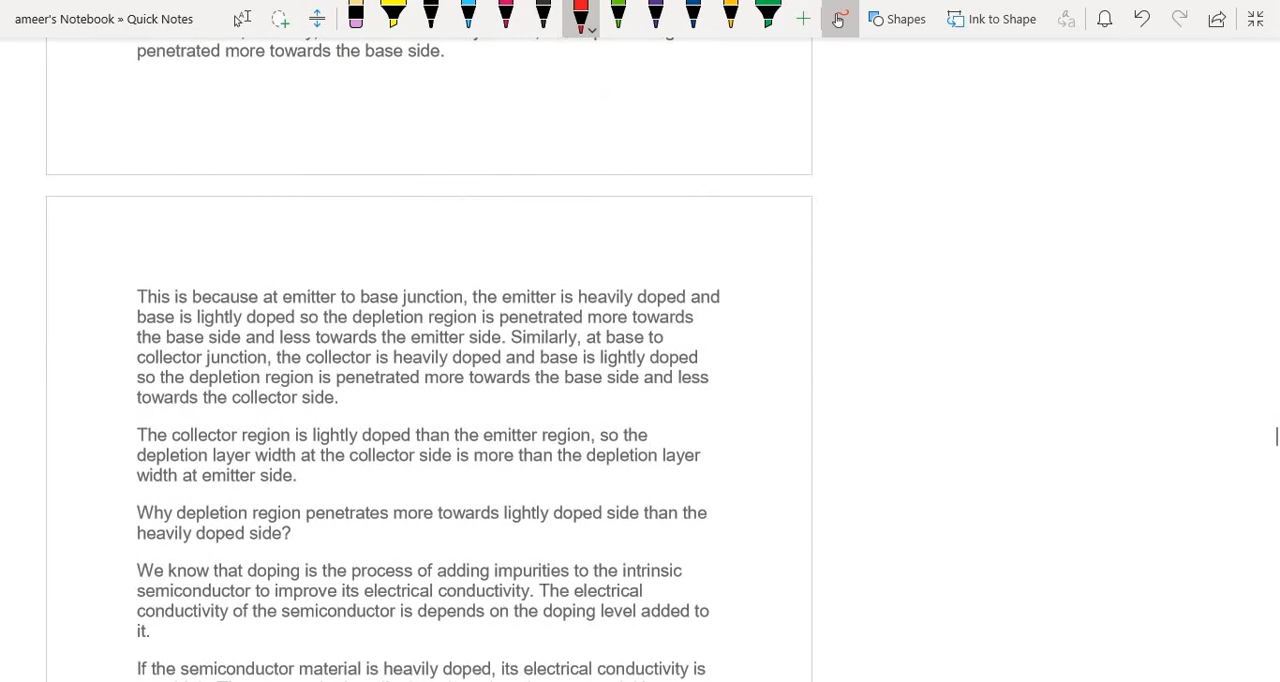 ameer's Notebook » Quick Notes
Shapes
Ink to Shape
penetrated more towards the base side.
This is because at emitter to base junction, the emitter is heavily doped and
base is lightly doped so the depletion region is penetrated more towards
the base side and less towards the emitter side. Similarly, at base to
collector junction, the collector is heavily doped and base is lightly doped
so the depletion region is penetrated more towards the base side and less
towards the collector side.
The collector region is lightly doped than the emitter region, so the
depletion layer width at the collector side is more than the depletion layer
width at emitter side.
Why depletion region penetrates more towards lightly doped side than the
heavily doped side?
We know that doping is the process of adding impurities to the intrinsic
semiconductor to improve its electrical conductivity. The electrical
conductivity of the semiconductor is depends on the doping level added to
it.
If the semiconductor material is heavily doped, its electrical conductivity is